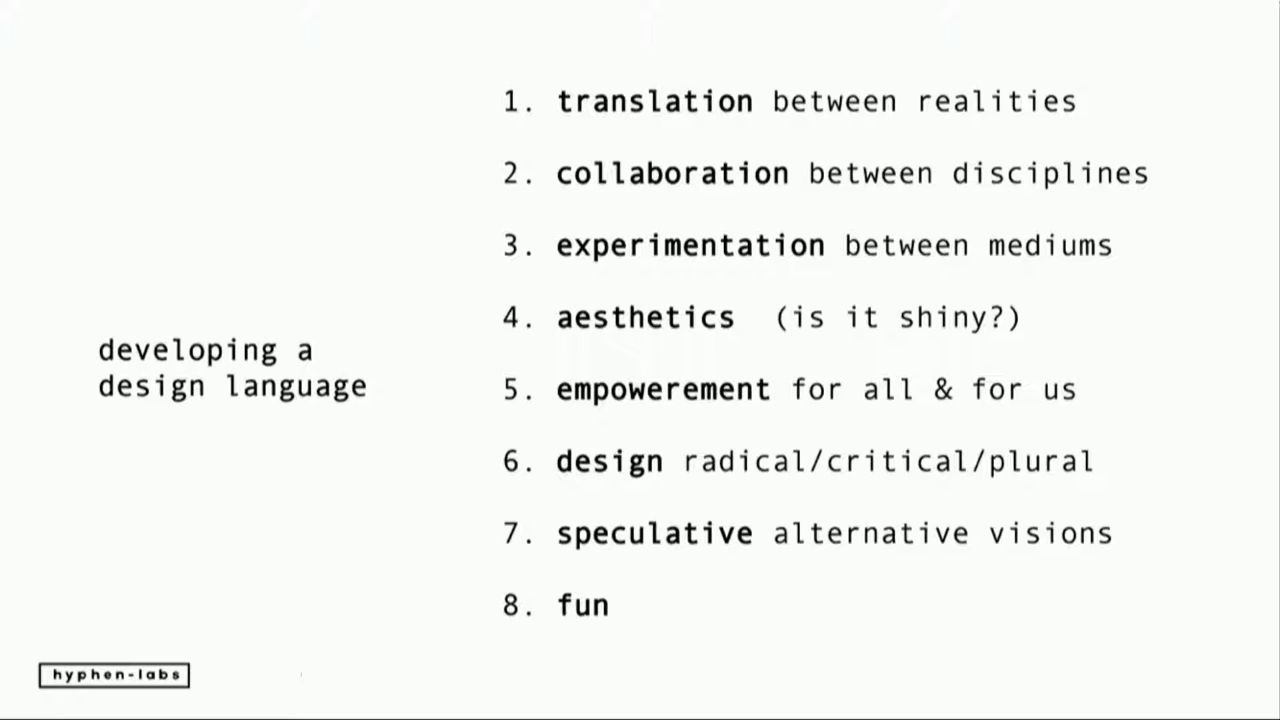 developing a
design language
1. translation between realities
2. collaboration between disciplines
3. experimentation between mediums
4. aesthetics (is it shiny?)
5. empowerement for all & for us
6. design radical/critical/plural
7. speculative alternative visions
8. fun
hyphen-labs